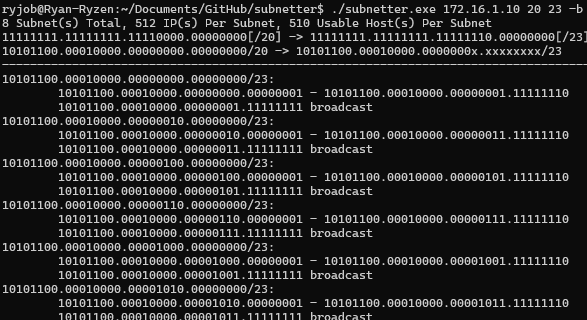 ryjob@Ryan-Ryzen:~/Documents/GitHub/subnetter$ ./subnetter.exe 172.16.1.10 20 23 -b
8 Subnet(s) Total, 512 IP(s) Per Subnet, 510 Usable Host(s) Per Subnet
11111111.11111111.11110000.00000000[/20] -> 11111111.11111111.11111110.00000000[/23]
10101100.00010000.00000000.00000000/20 -> 10101100.00010000.0000000x.xxxxxxxx/23
10101100.00010000.00000000.00000000/23:
10101100.00010000.00000000.00000001 - 10101100.00010000.00000001.11111110
10101100.00010000.00000001.11111111 broadcast
10101100.00010000.00000010.00000000/23:
10101100.00010000.00000010.00000001 - 10101100.00010000.00000011.11111110
10101100.00010000.00000011.11111111 broadcast
10101100.00010000.00000100.00000000/23:
10101100.00010000.00000100.00000001 - 10101100.00010000.00000101.11111110
10101100.00010000.00000101.11111111 broadcast
10101100.00010000.00000110.00000000/23:
10101100.00010000.00000110.00000001 - 10101100.00010000.00000111.11111110
10101100.00010000.00000111.11111111 broadcast
10101100.00010000.00001000.00000000/23:
10101100.00010000.00001000.00000001 - 10101100.00010000.00001001.11111110
10101100.00010000.00001001.11111111 broadcast
10101100.00010000.00001010.00000000/23:
10101100.00010000.00001010.00000001 - 10101100.00010000.00001011.11111110
10101100.00010000.00001011.11111111 broadcast